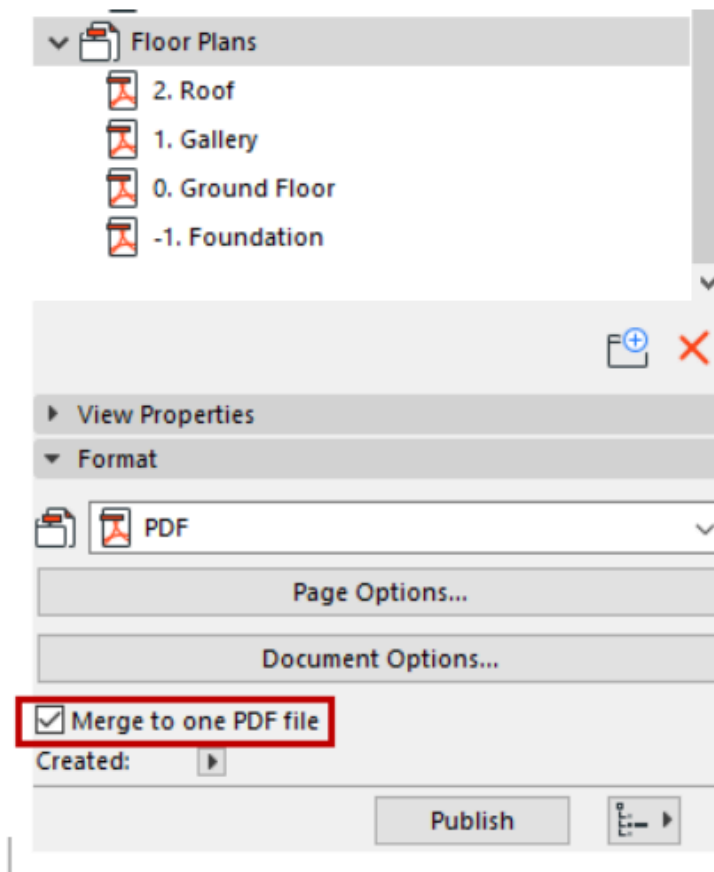 Floor Plans
2. Roof
1. Gallery
0. Ground Floor
-1. Foundation
View Properties
Format
PDF
Page Options...
Document Options...
Merge to one PDF file
Created:
Publish